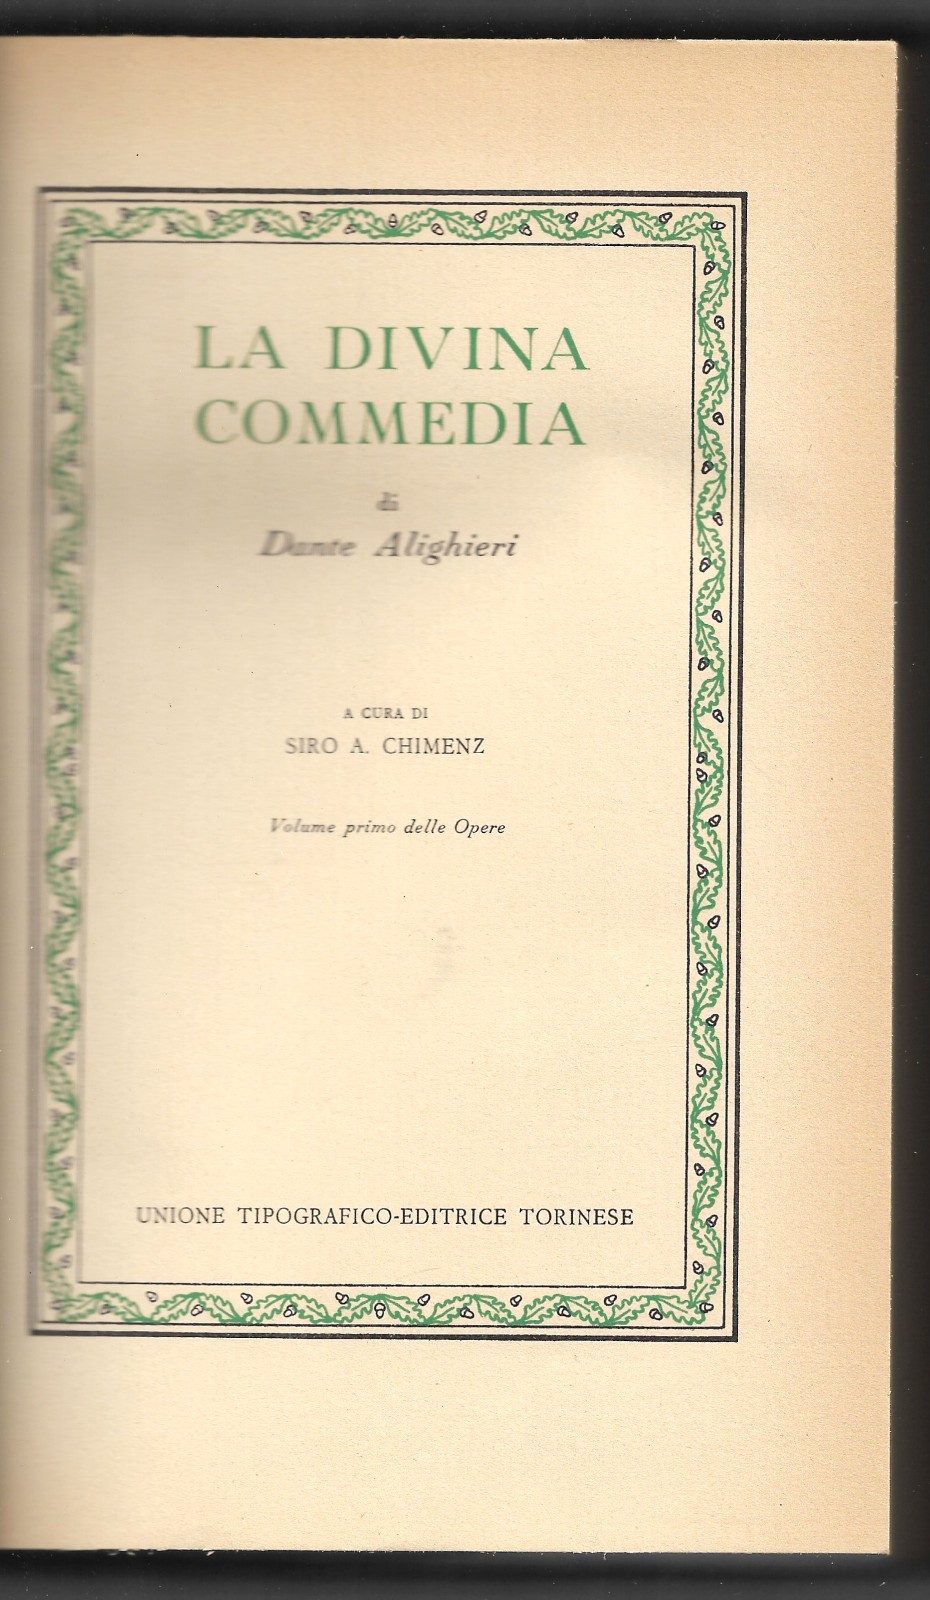 LA DIVINA
COMMEDIA
di
Dante Alighieri
A CURA DI
SIRO A. CHIMENZ
Volume primo delle Opere
UNIONE TIPOGRAFICO-EDITRICE TORINESE